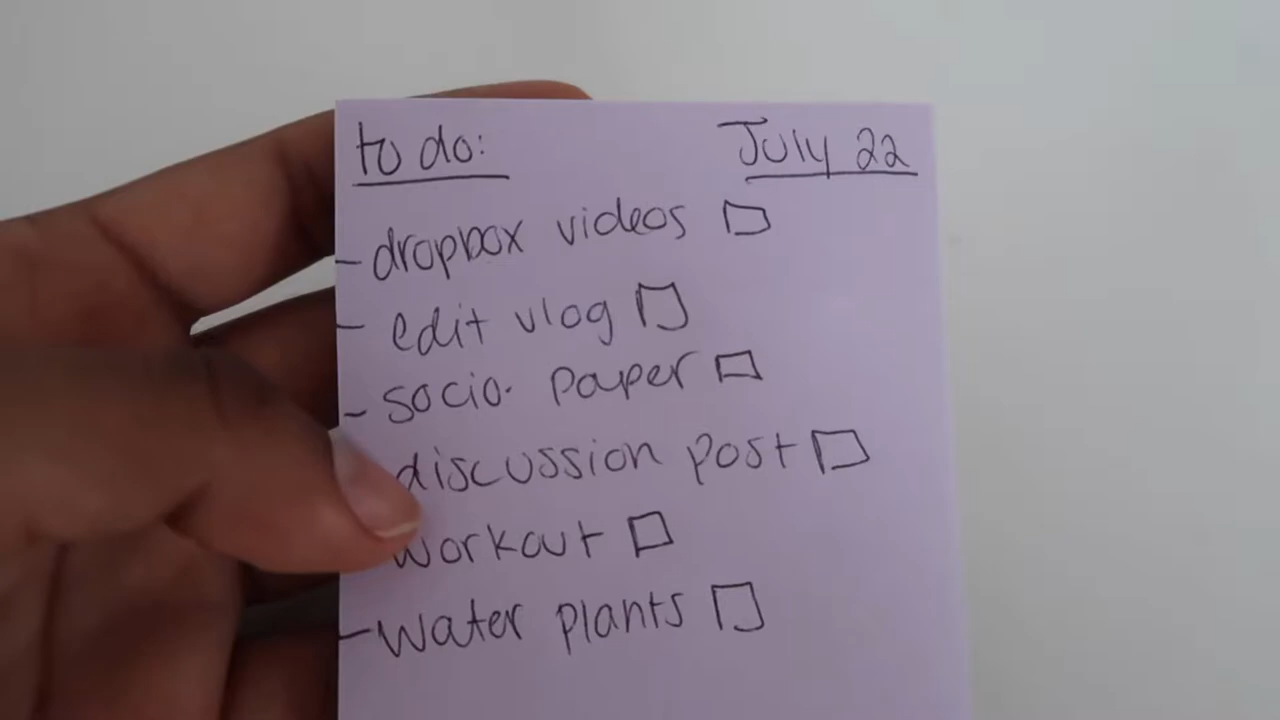 to do: July 22
- dropbox videos
- edit vlog
- socio. paper
discussion post
workout
- water plants